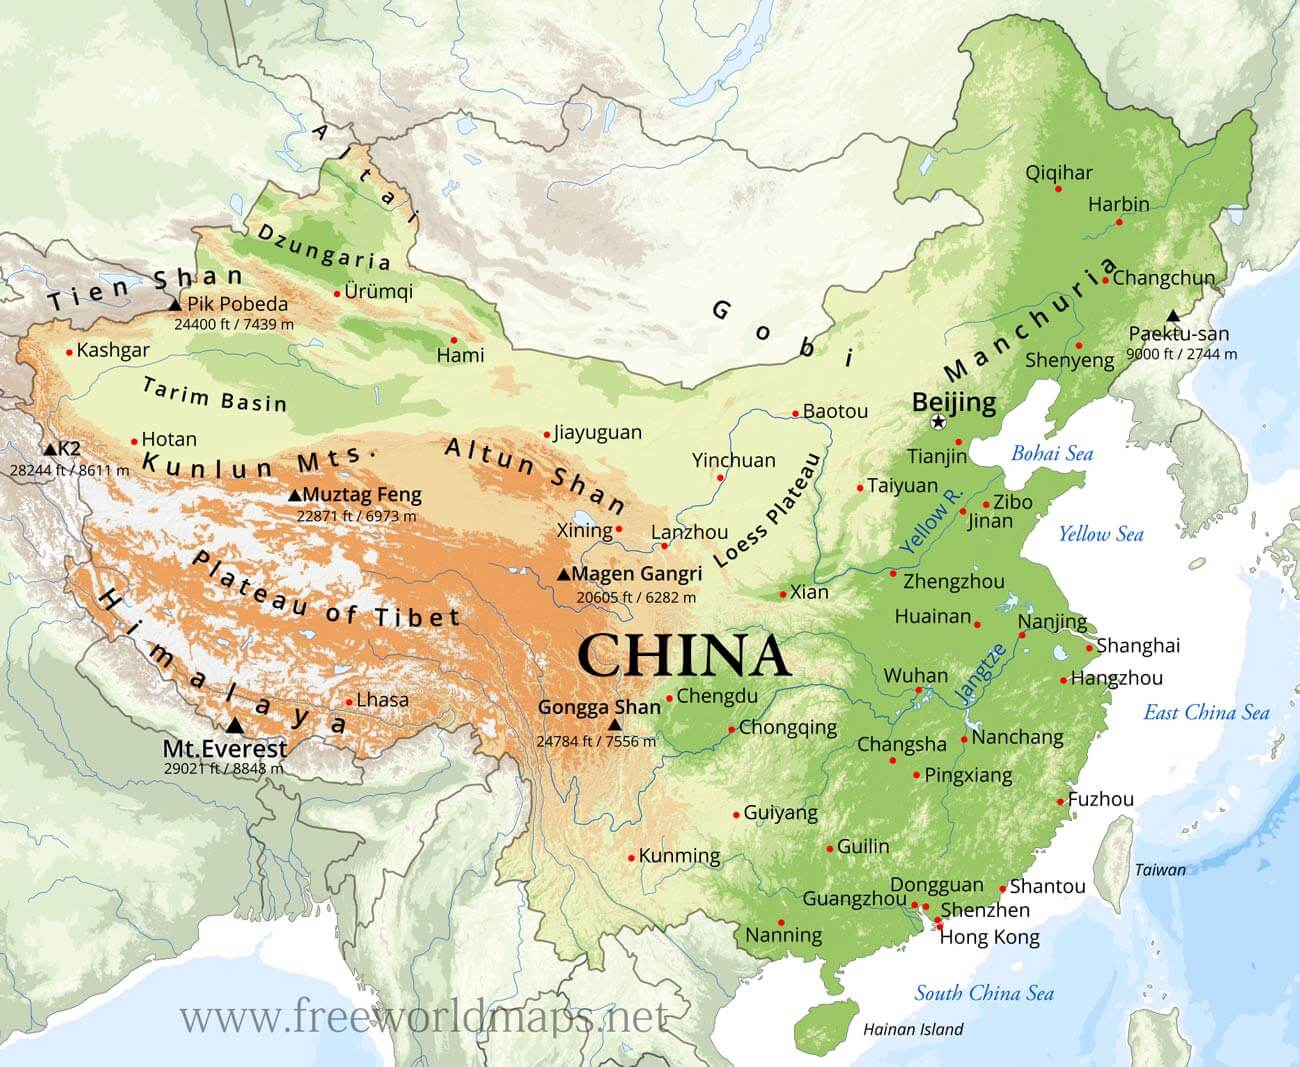 Altai
Qiqihar
Harbin
Dzungaria
Tien Shan
Changchun
Ürümqi
Pik Pobeda
24400 ft / 7439 m
Gobi
Manchuria
Paektu-san
9000 ft / 2744 m
Kashgar
Hami
Shenyeng
Tarim Basin
Beijing
Baotou
Hotan
Jiayuguan
K2
28244 ft / 8611 m
Kunlun Mts.
Altun Shan
Yinchuan
Tianjin
Bohai Sea
Muztag Feng
22871 ft / 6973 m
Loess Plateau
Taiyuan
Yellow R.
Zibo
Jinan
Xining
Lanzhou
Yellow Sea
Plateau of Tibet
Magen Gangri
20605 ft / 6282 m
Xian
Zhengzhou
Himalaya
Huainan
Nanjing
CHINA
Shanghai
Jangtze
Wuhan
Hangzhou
Lhasa
Chengdu
Gongga Shan
24784 ft / 7556 m
Chongqing
East China Sea
Mt.Everest
29021 ft / 8848 m
Changsha
Nanchang
Pingxiang
Guiyang
Fuzhou
Kunming
Guilin
Taiwan
Dongguan
Shantou
Guangzhou
Shenzhen
Nanning
Hong Kong
South China Sea
www.freeworldmaps.net
Hainan Island